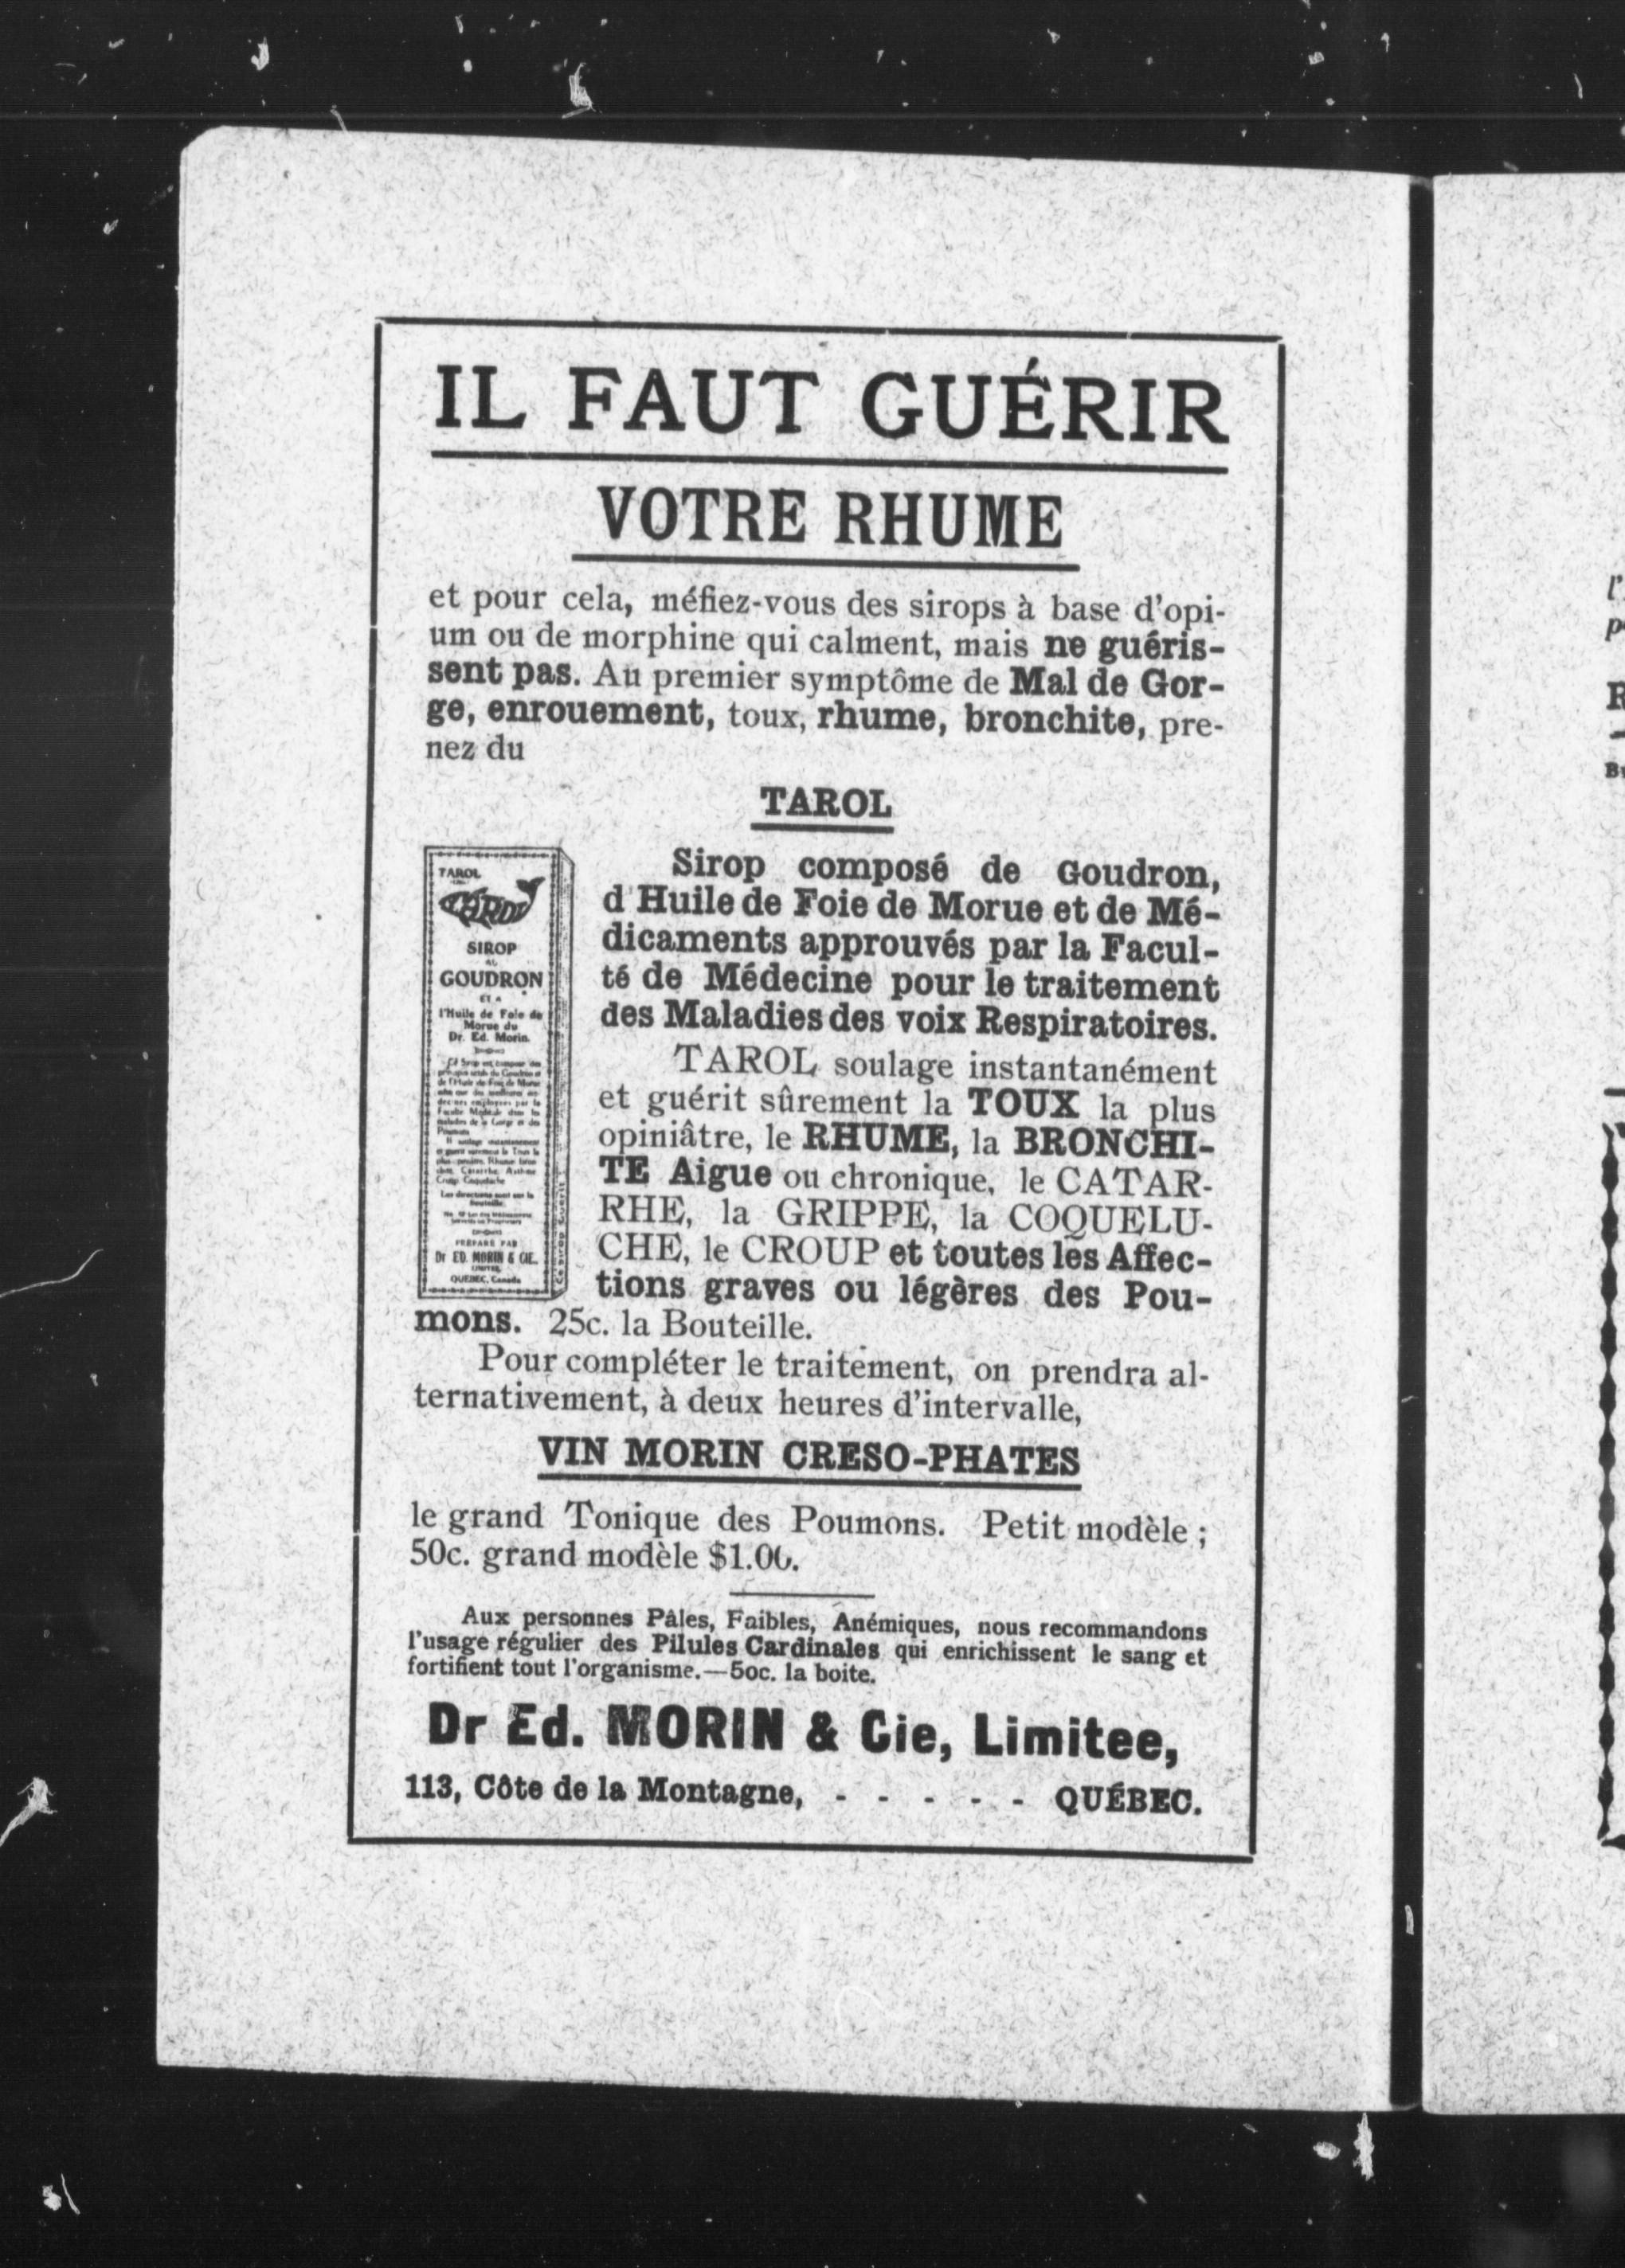 IL FAUT GUÉRIR
VOTRE RHUME
et pour cela, méfiez-vous des sirops à base d'opi-
um ou de morphine qui calment, mais ne guéris-
sent pas. Au premier symptôme de Mal de Gor-
ge, enrouement, toux, rhume, bronchite, pre-
nez du
TAROL
TAROL
TAROL
SIROP
AU
GOUDRON
ET A
l'Huile de Foie de
Morue du
Dr. Ed. Morin.
PRÉPARÉ PAR
Dr ED. MORIN & CIE.
LIMITEE,
QUEBEC, Canada
Sirop composé de Goudron,
d'Huile de Foie de Morue et de Mé-
dicaments approuvés par la Facul-
té de Médecine pour le traitement
des Maladies des voix Respiratoires.
TAROL soulage instantanément
et guérit sûrement la TOUX la plus
opiniâtre, le RHUME, la BRONCHI-
TE Aigue ou chronique, le CATAR-
RHE, la GRIPPE, la COQUELU-
CHE, le CROUP et toutes les Affec-
tions graves ou légères des Pou-
mons. 25c. la Bouteille.
Pour compléter le traitement, on prendra al-
ternativement, à deux heures d'intervalle,
VIN MORIN CRESO-PHATES
le grand Tonique des Poumons. Petit modèle ;
50c. grand modèle $1.00.
Aux personnes Pâles, Faibles, Anémiques, nous recommandons
l'usage régulier des Pilules Cardinales qui enrichissent le sang et
fortifient tout l'organisme.—50c. la boite.
Dr Ed. MORIN & Cie, Limitee,
113, Côte de la Montagne, - - - - - QUÉBEC.
l'
p
R